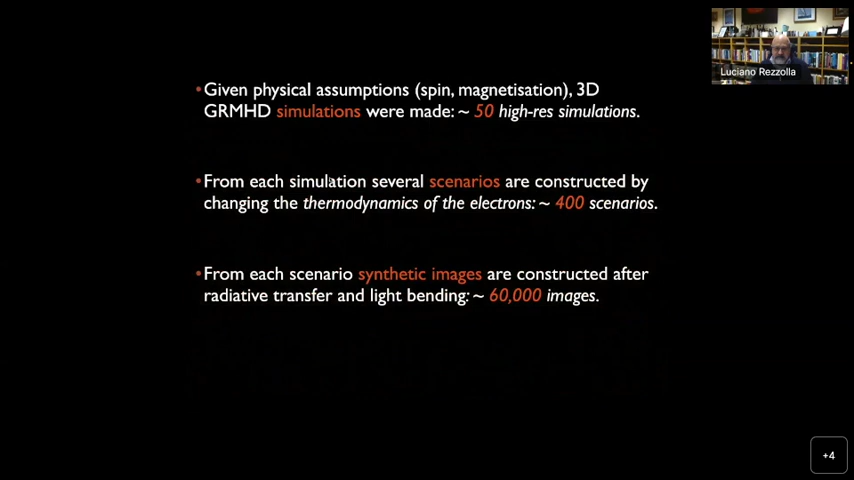 Luciano Rezzolla
•Given physical assumptions (spin, magnetisation), 3D
GRMHD simulations were made: ~ 50 high-res simulations.
•From each simulation several scenarios are constructed by
changing the thermodynamics of the electrons: ~ 400 scenarios.
•From each scenario synthetic images are constructed after
radiative transfer and light bending: ~ 60,000 images.
+4